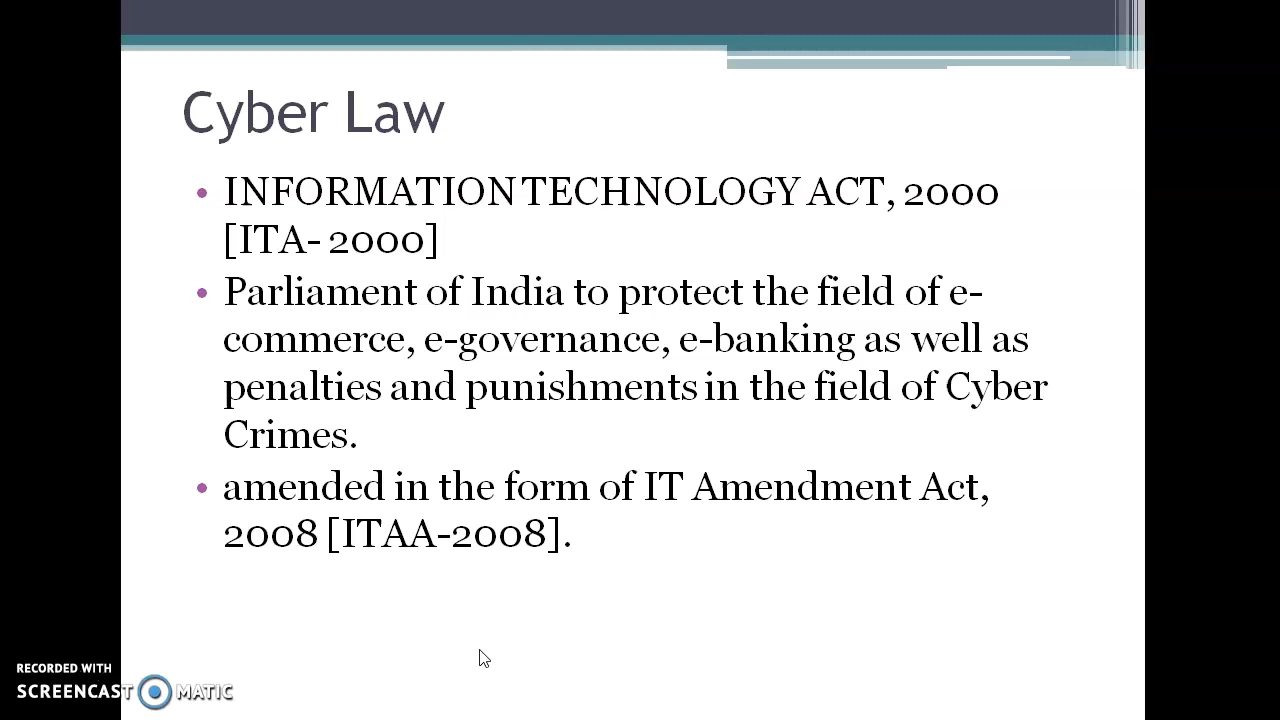 Cyber Law
• INFORMATION TECHNOLOGY ACT, 2000
[ITA- 2000]
• Parliament of India to protect the field of e-
commerce, e-governance, e-banking as well as
penalties and punishments in the field of Cyber
Crimes.
• amended in the form of IT Amendment Act,
2008 [ITAA-2008].
RECORDED WITH
SCREENCAST MATIC